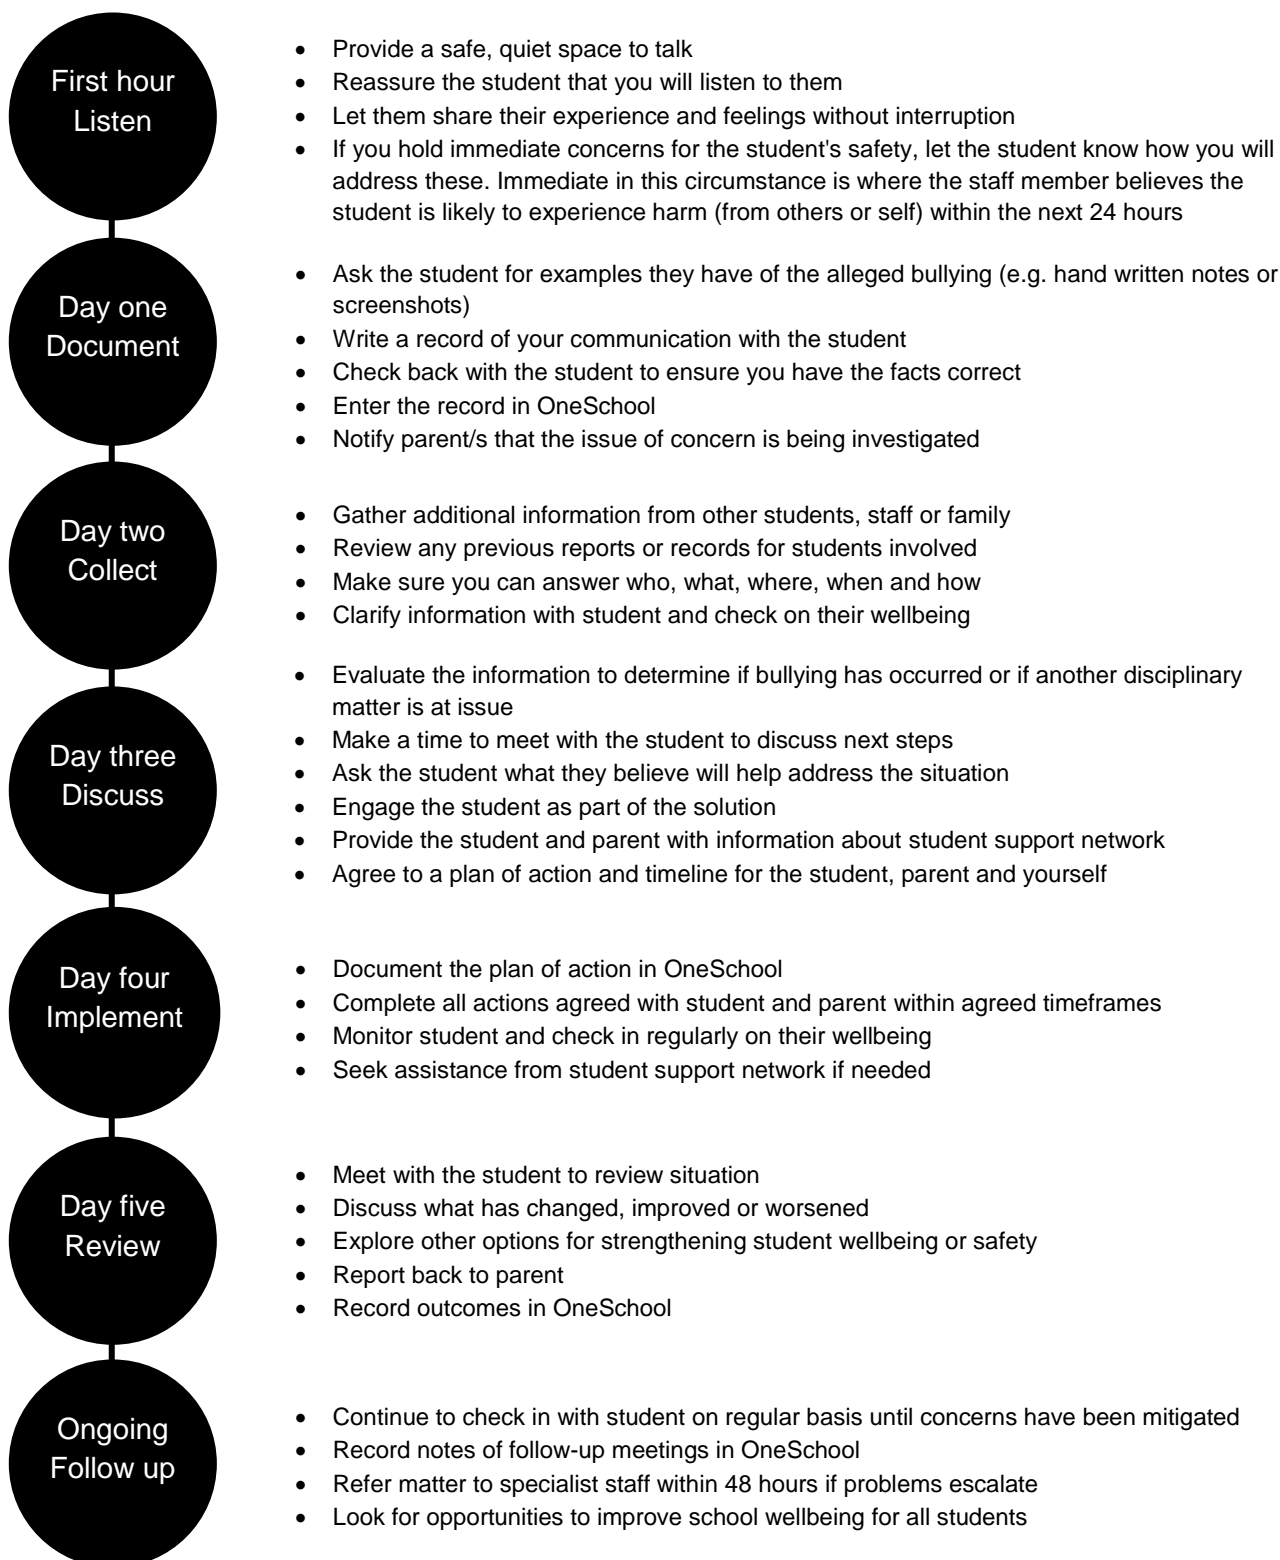 First hour
Listen
• Provide a safe, quiet space to talk
• Reassure the student that you will listen to them
• Let them share their experience and feelings without interruption
• If you hold immediate concerns for the student's safety, let the student know how you will
address these. Immediate in this circumstance is where the staff member believes the
student is likely to experience harm (from others or self) within the next 24 hours
Day one
Document
• Ask the student for examples they have of the alleged bullying (e.g. hand written notes or
screenshots)
• Write a record of your communication with the student
• Check back with the student to ensure you have the facts correct
• Enter the record in OneSchool
• Notify parent/s that the issue of concern is being investigated
Day two
Collect
• Gather additional information from other students, staff or family
• Review any previous reports or records for students involved
• Make sure you can answer who, what, where, when and how
• Clarify information with student and check on their wellbeing
Day three
Discuss
• Evaluate the information to determine if bullying has occurred or if another disciplinary
matter is at issue
• Make a time to meet with the student to discuss next steps
• Ask the student what they believe will help address the situation
• Engage the student as part of the solution
• Provide the student and parent with information about student support network
• Agree to a plan of action and timeline for the student, parent and yourself
Day four
Implement
• Document the plan of action in OneSchool
• Complete all actions agreed with student and parent within agreed timeframes
• Monitor student and check in regularly on their wellbeing
• Seek assistance from student support network if needed
Day five
Review
• Meet with the student to review situation
• Discuss what has changed, improved or worsened
• Explore other options for strengthening student wellbeing or safety
• Report back to parent
• Record outcomes in OneSchool
Ongoing
Follow up
• Continue to check in with student on regular basis until concerns have been mitigated
• Record notes of follow-up meetings in OneSchool
• Refer matter to specialist staff within 48 hours if problems escalate
• Look for opportunities to improve school wellbeing for all students